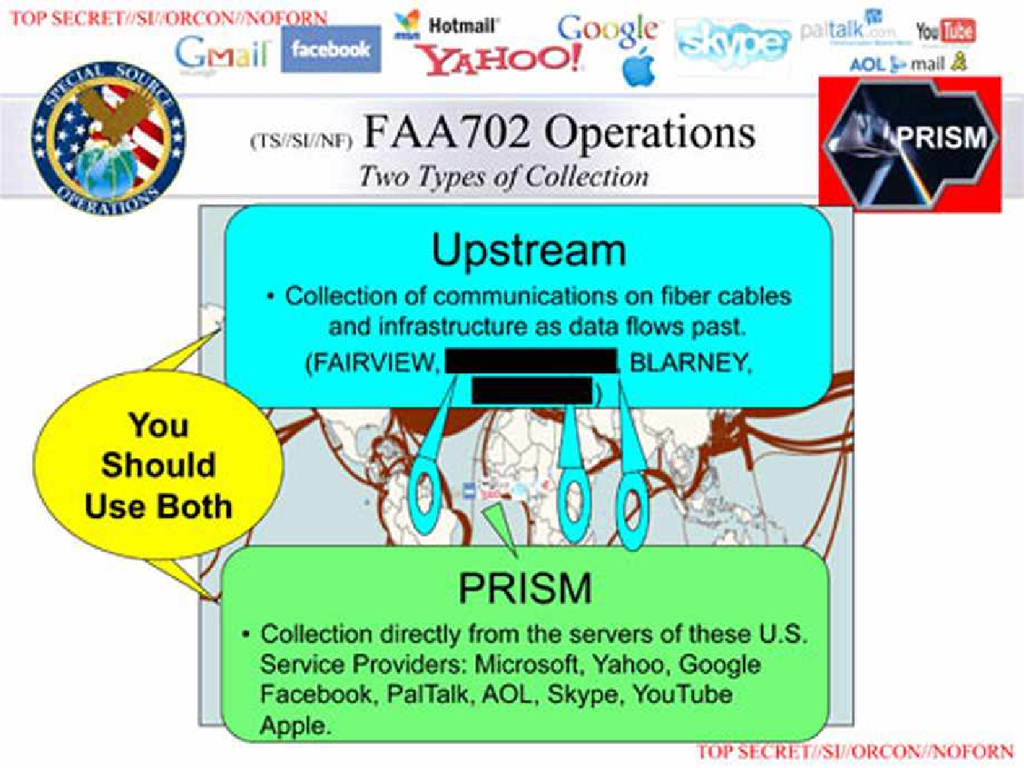 TOP SECRET//SI//ORCON//NOFORN
Gmail
facebook
msn Hotmail
YAHOO!
Google
skype
paltalk.com
YouTube
AOL mail
SPECIAL SOURCE OPERATIONS
(TS//SI//NF) FAA702 Operations
Two Types of Collection
PRISM
Upstream
• Collection of communications on fiber cables
and infrastructure as data flows past.
(FAIRVIEW, , BLARNEY,
)
You
Should
Use Both
PRISM
• Collection directly from the servers of these U.S.
Service Providers: Microsoft, Yahoo, Google
Facebook, PalTalk, AOL, Skype, YouTube
Apple.
TOP SECRET//SI//ORCON//NOFORN